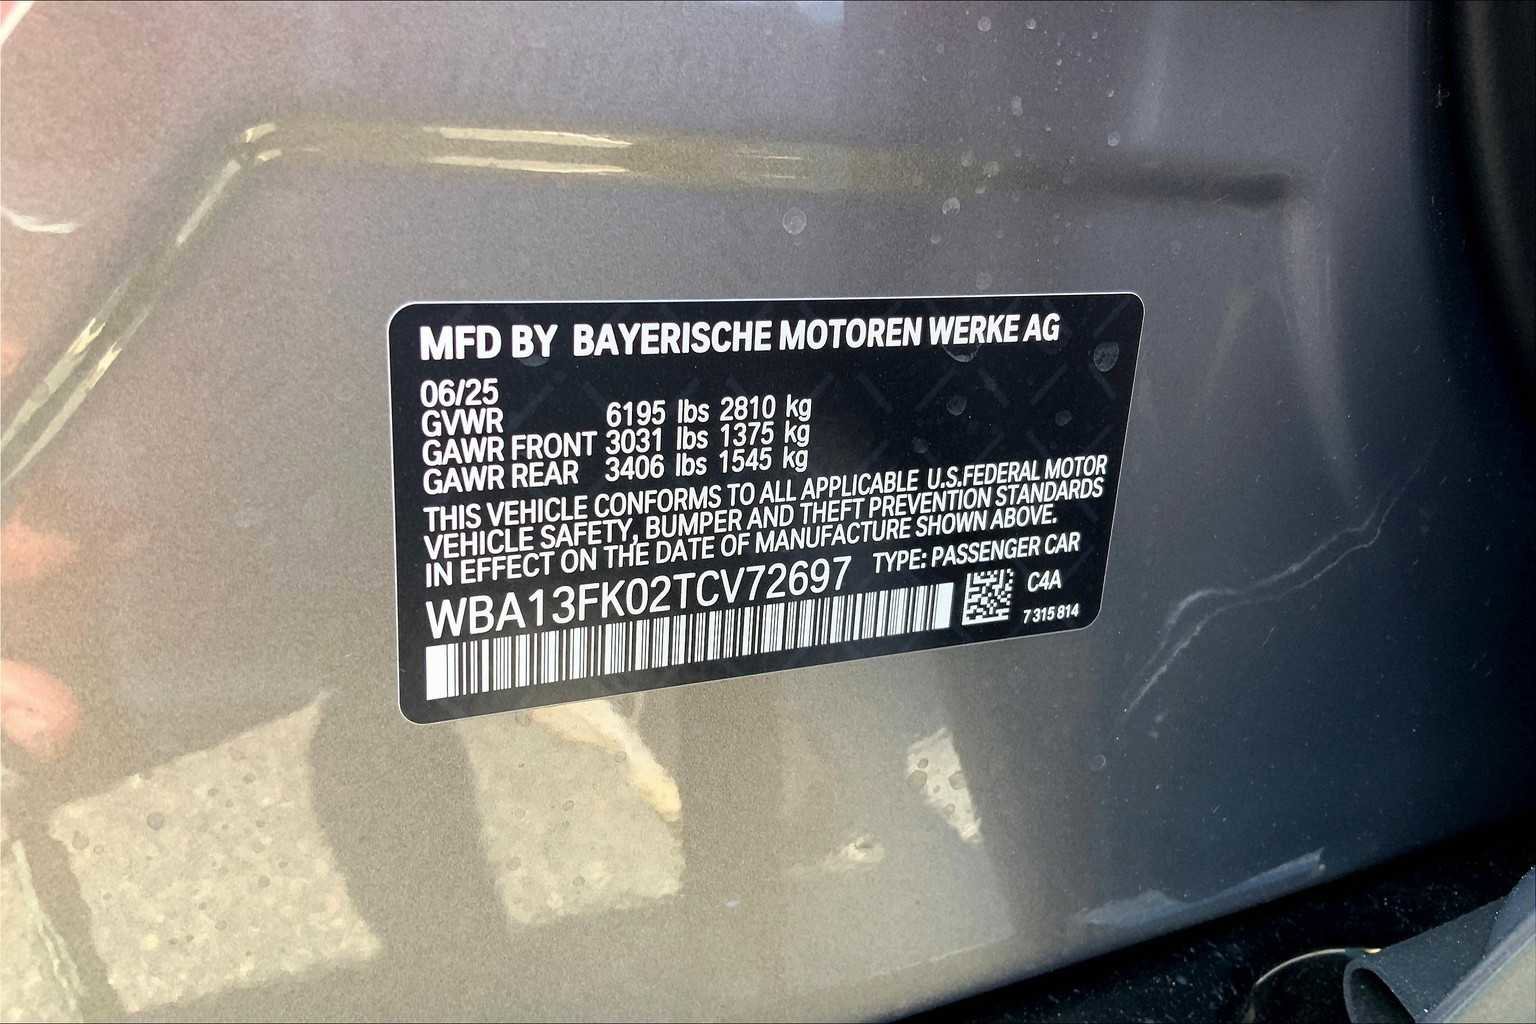 MFD BY BAYERISCHE MOTOREN WERKE AG
06/25
GVWR 6195 lbs 2810 kg
GAWR FRONT 3031 lbs 1375 kg
GAWR REAR 3406 lbs 1545 kg
THIS VEHICLE CONFORMS TO ALL APPLICABLE U.S.FEDERAL MOTOR
VEHICLE SAFETY, BUMPER AND THEFT PREVENTION STANDARDS
IN EFFECT ON THE DATE OF MANUFACTURE SHOWN ABOVE.
WBA13FK02TCV72697 TYPE: PASSENGER CAR
C4A
7 315 814